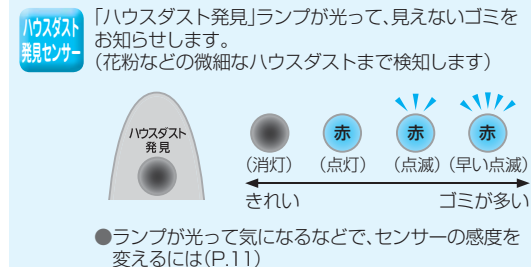 ハウスダスト
発見センサー
「ハウスダスト発見」ランプが光って、見えないゴミを
お知らせします。
(花粉などの微細なハウスダストまで検知します)
ハウスダスト
発見
赤 赤 赤
(消灯) (点灯) (点滅) (早い点滅)
きれい ゴミが多い
●ランプが光って気になるなどで、センサーの感度を
変えるには(P.11)